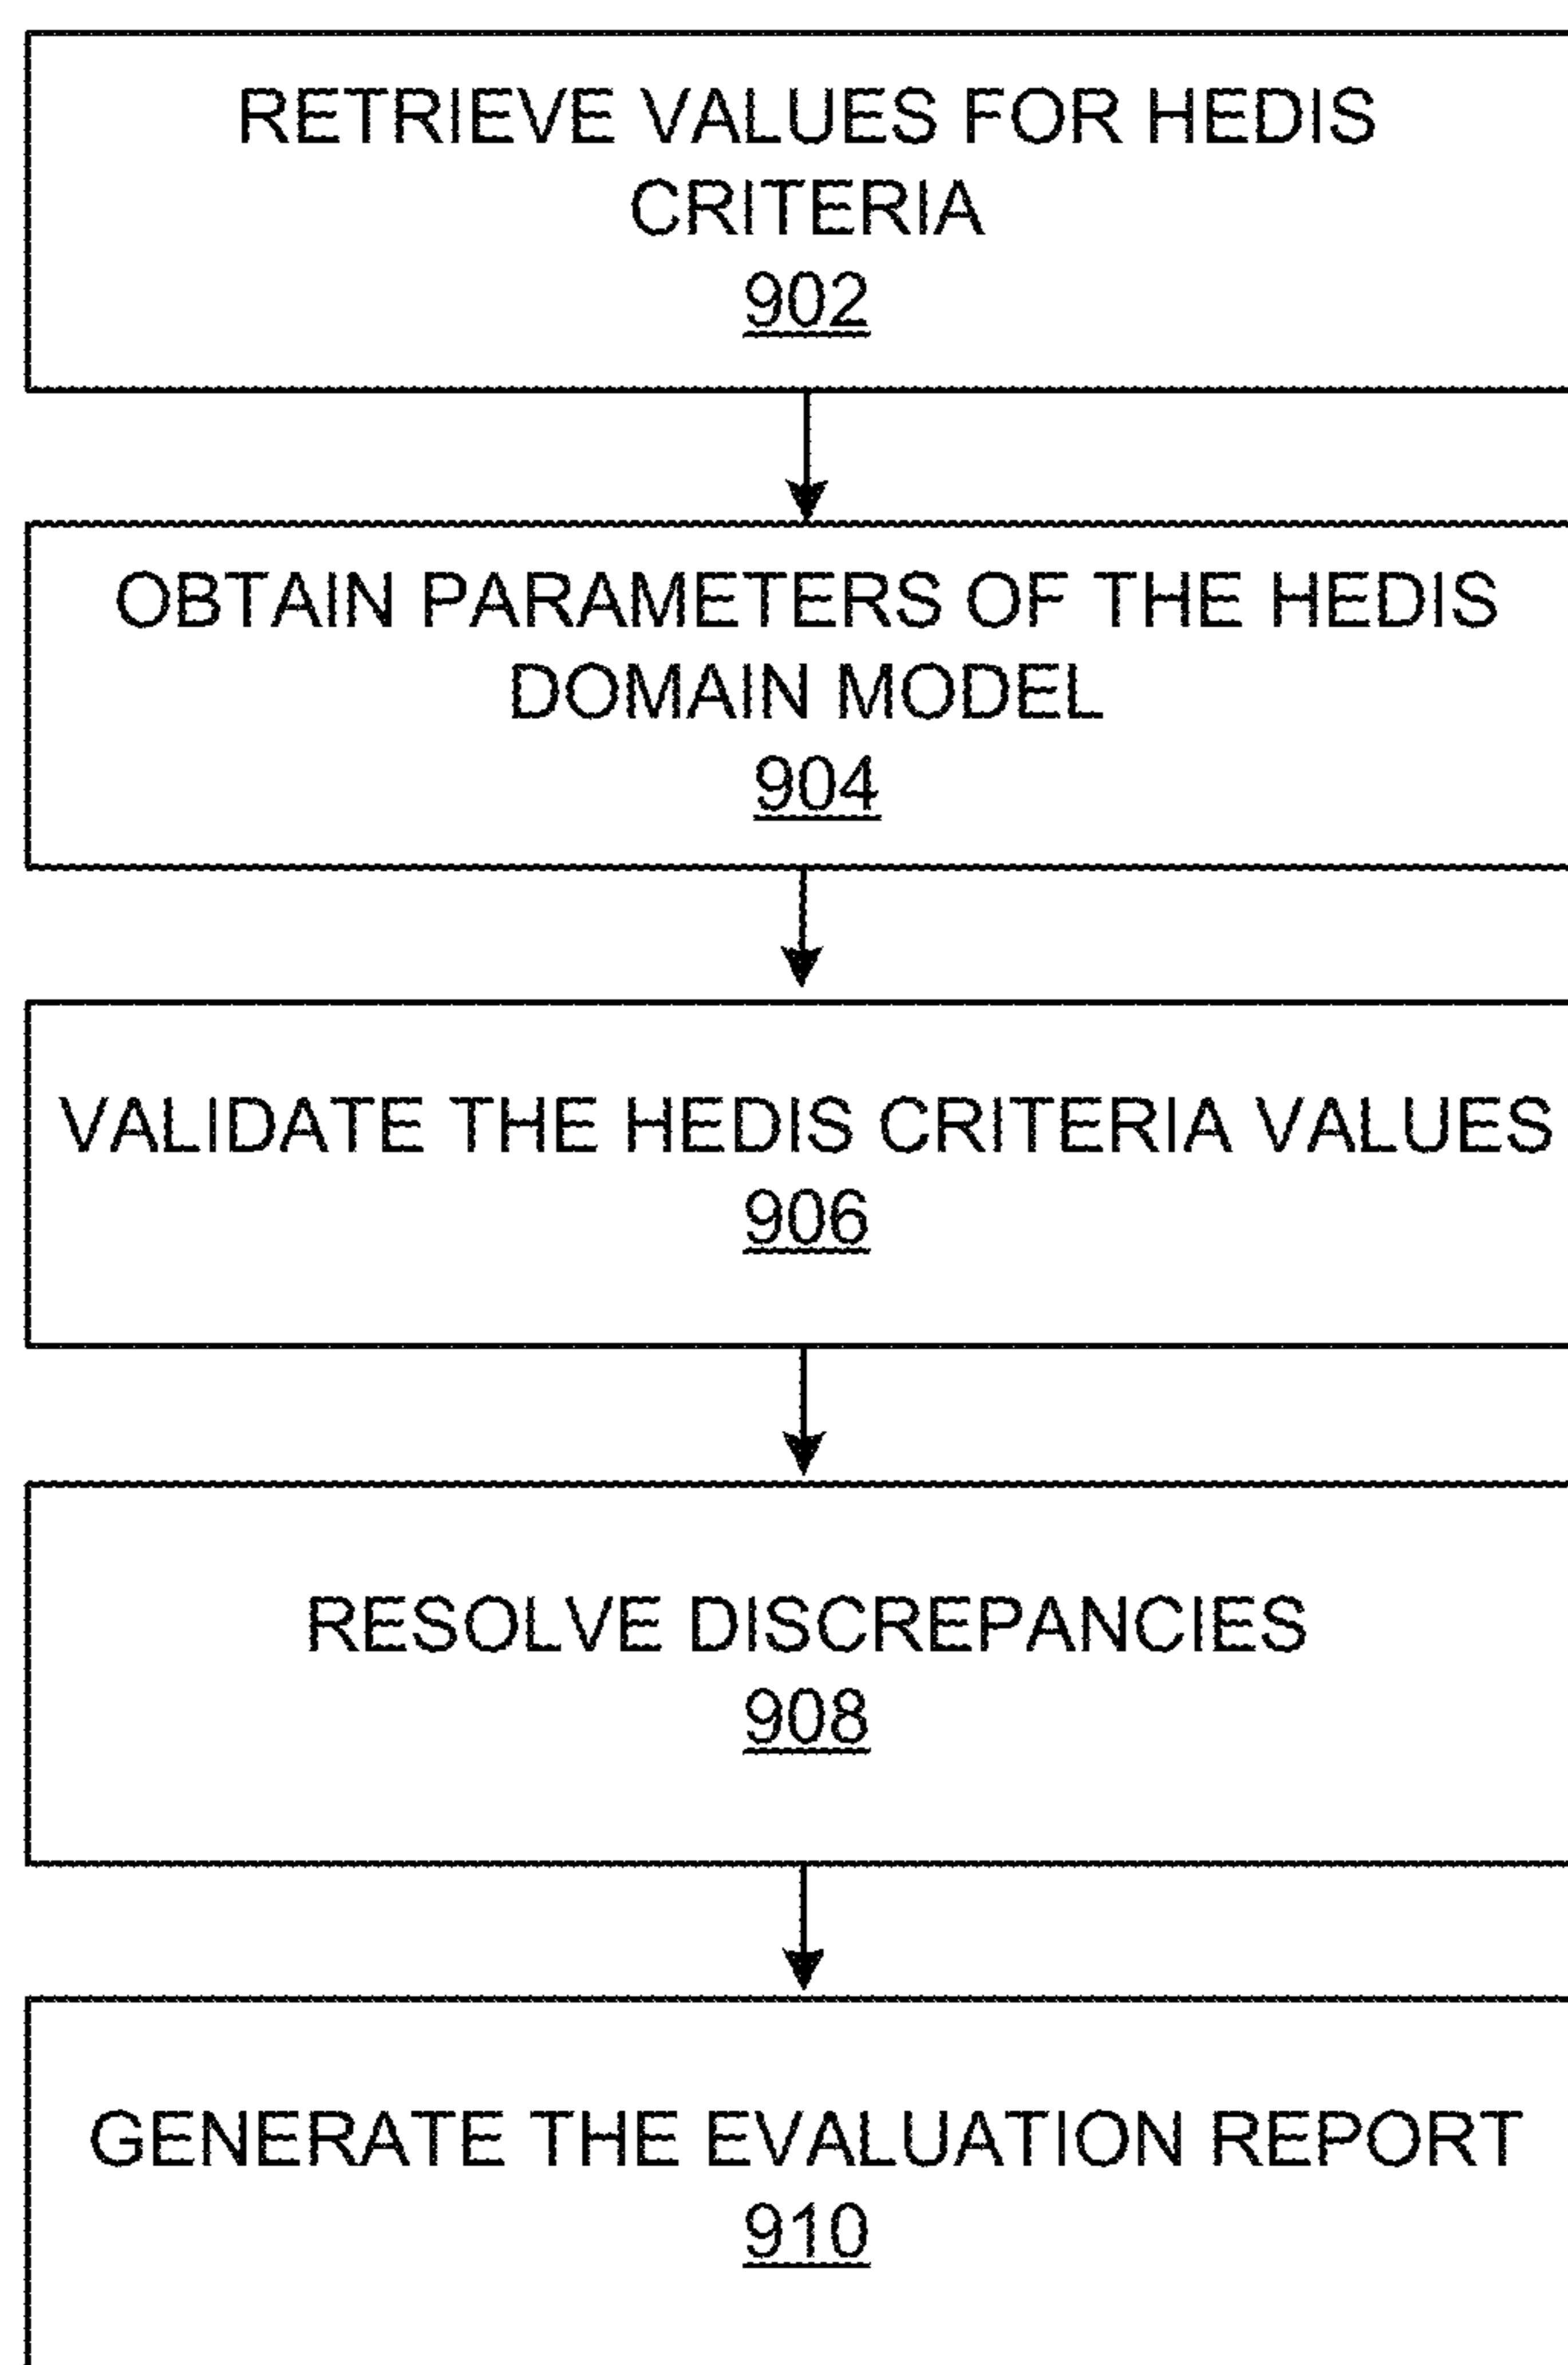 RETRIEVE VALUES FOR HEDIS
CRITERIA
902
OBTAIN PARAMETERS OF THE HEDIS
DOMAIN MODEL
904
VALIDATE THE HEDIS CRITERIA VALUES
906
RESOLVE DISCREPANCIES
908
GENERATE THE EVALUATION REPORT
910